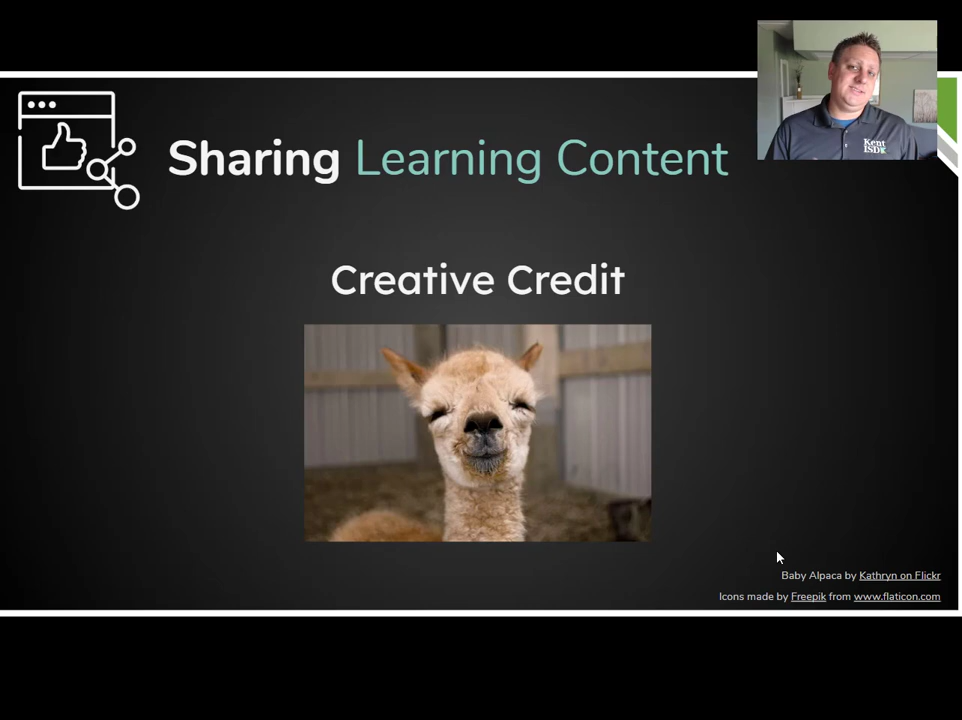 Sharing Learning Content
Kent
ISD
Creative Credit
Baby Alpaca by Kathryn on Flickr
Icons made by Freepik from www.flaticon.com